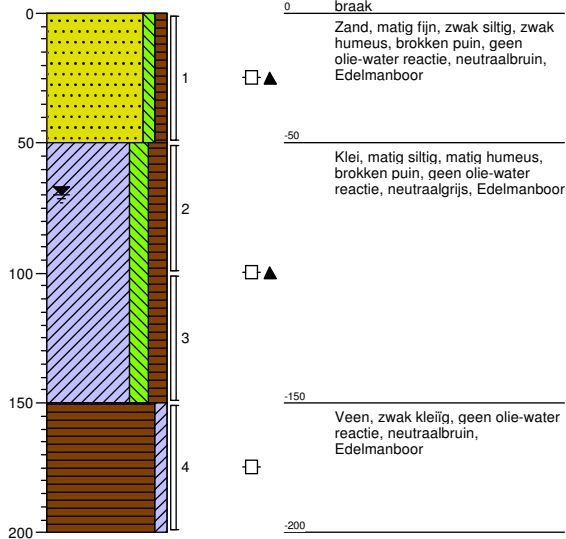 0
50
100
150
200
1
2
3
4
0
braak
Zand, matig fijn, zwak siltig, zwak
humeus, brokken puin, geen
olie-water reactie, neutraalbruin,
Edelmanboor
-50
Klei, matig siltig, matig humeus,
brokken puin, geen olie-water
reactie, neutraalgrijs, Edelmanboor
-150
Veen, zwak kleiïg, geen olie-water
reactie, neutraalbruin,
Edelmanboor
-200